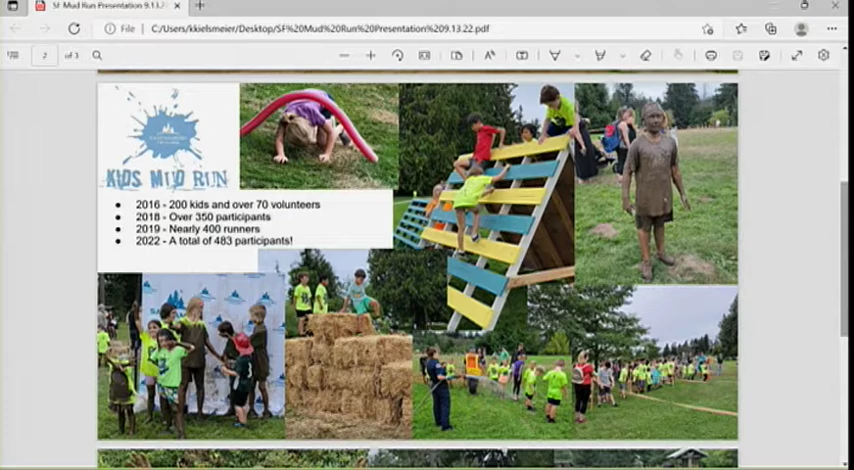 SF Mud Run Presentation 9.13.2
File
C:/Users/kkielsmeier/Desktop/SF%20Mud%20Run%20Presentation%209.13.22.pdf
2
of 3
KIDS MUD RUN
2016 - 200 kids and over 70 volunteers
2018 - Over 350 participants
2019 - Nearly 400 runners
2022 - A total of 483 participants!